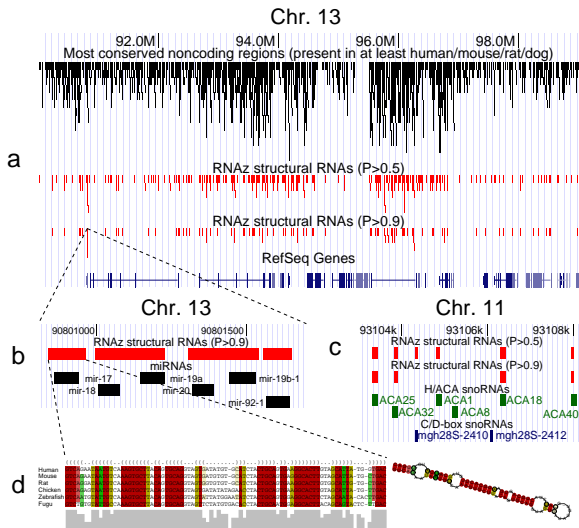 Chr. 13
92.0M 94.0M 96.0M 98.0M
Most conserved noncoding regions (present in at least human/mouse/rat/dog)
a
RNAz structural RNAs (P>0.5)
RNAz structural RNAs (P>0.9)
RefSeq Genes
Chr. 13
90801000 90801500
RNAz structural RNAs (P>0.9)
b
miRNAs
mir-17 mir-19a mir-19b-1
mir-18 mir-20
mir-92-1
Chr. 11
93104k 93106k 93108k
RNAz structural RNAs (P>0.5)
c
RNAz structural RNAs (P>0.9)
H/ACA snoRNAs
ACA25 ACA1 ACA18
ACA32 ACA8 ACA40
C/D-box snoRNAs
mgh28S-2410 mgh28S-2412
d
Human
Mouse
Rat
Chicken
Zebrafish
Fugu